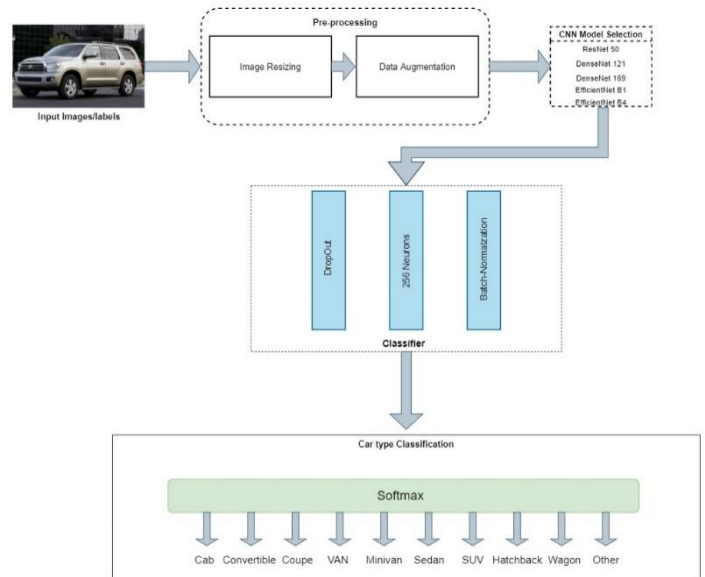 Pre-processing
Image Resizing
Data Augmentation
Input Images/labels
CNN Model Selection
ResNet 50
DenseNet 121
DenseNet 169
EfficientNet B1
EfficientNet B4
DropOut
256 Neurons
Batch-Normalization
Classifier
Car type Classification
Softmax
Cab Convertible Coupe VAN Minivan Sedan SUV Hatchback Wagon Other